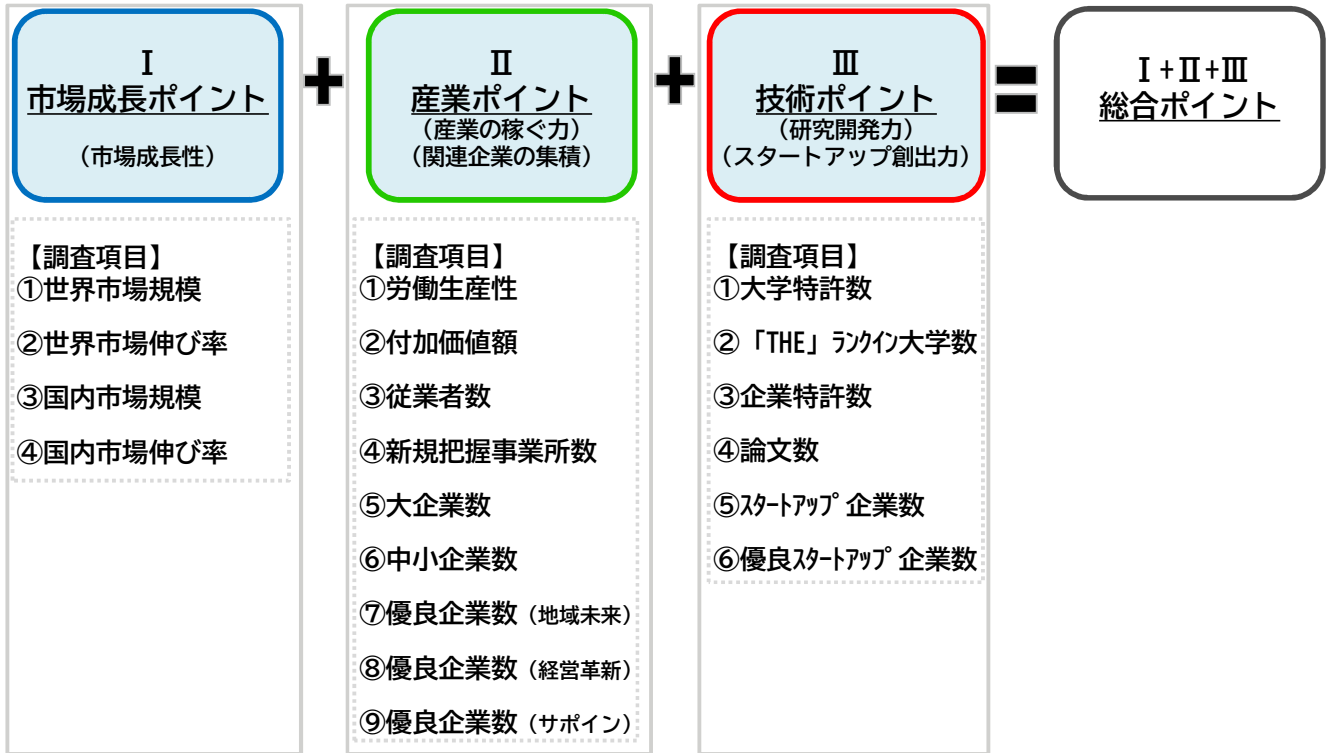 Ⅰ
市場成長ポイント
（市場成長性）
【調査項目】
①世界市場規模
②世界市場伸び率
③国内市場規模
④国内市場伸び率
+
Ⅱ
産業ポイント
（産業の稼ぐ力）
（関連企業の集積）
【調査項目】
①労働生産性
②付加価値額
③従業者数
④新規把握事業所数
⑤大企業数
⑥中小企業数
⑦優良企業数（地域未来）
⑧優良企業数（経営革新）
⑨優良企業数（サポイン）
+
Ⅲ
技術ポイント
（研究開発力）
（スタートアップ創出力）
【調査項目】
①大学特許数
②「THE」ﾗﾝｸｲﾝ大学数
③企業特許数
④論文数
⑤ｽﾀｰﾄｱｯﾌﾟ企業数
⑥優良ｽﾀｰﾄｱｯﾌﾟ企業数
=
Ⅰ+Ⅱ+Ⅲ
総合ポイント